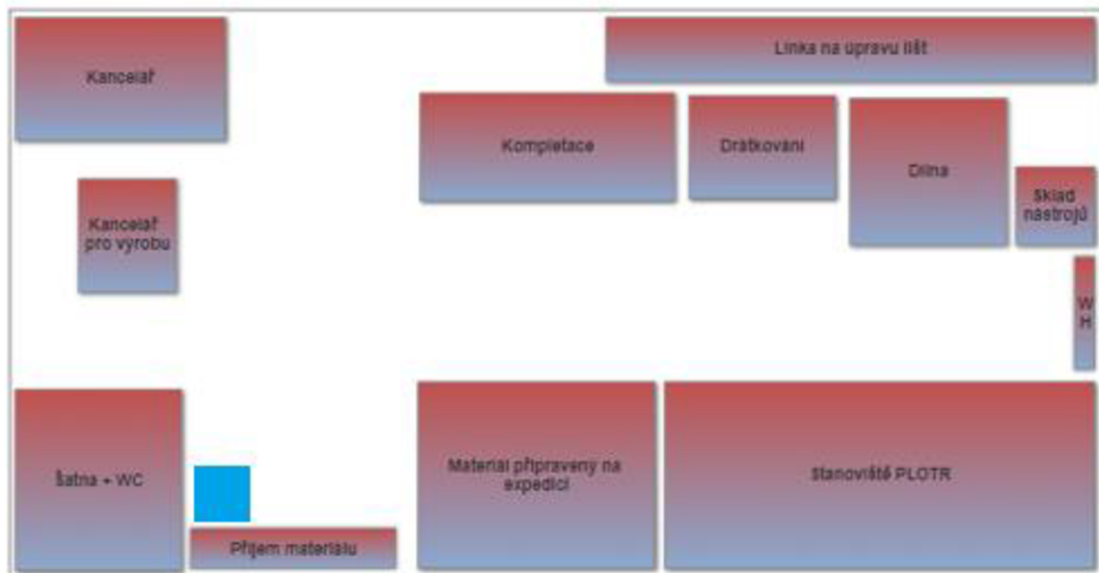 Kancelář
Linka na úpravu lišt
Kompletace
Drátkování
Dílna
Sklad
nástrojů
Kancelář
pro výrobu
W
H
Šatna + WC
Materiál připravený na
expedici
Stanoviště PLOTR
Příjem materiálu